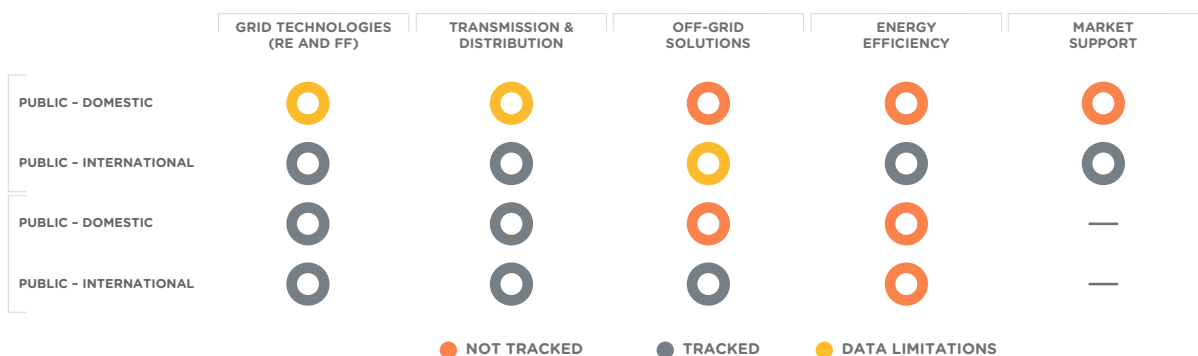 GRID TECHNOLOGIES
(RE AND FF)
TRANSMISSION &
DISTRIBUTION
OFF-GRID
SOLUTIONS
ENERGY
EFFICIENCY
MARKET
SUPPORT
PUBLIC – DOMESTIC
PUBLIC – INTERNATIONAL
PUBLIC – DOMESTIC
PUBLIC – INTERNATIONAL
NOT TRACKED
TRACKED
DATA LIMITATIONS